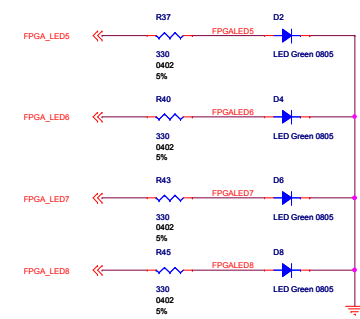 R37 D2
FPGA_LED5 FPGALED5
330 LED Green 0805
0402
5%
R40 D4
FPGA_LED6 FPGALED6
330 LED Green 0805
0402
5%
R43 D6
FPGA_LED7 FPGALED7
330 LED Green 0805
0402
5%
R45 D8
FPGA_LED8 FPGALED8
330 LED Green 0805
0402
5%